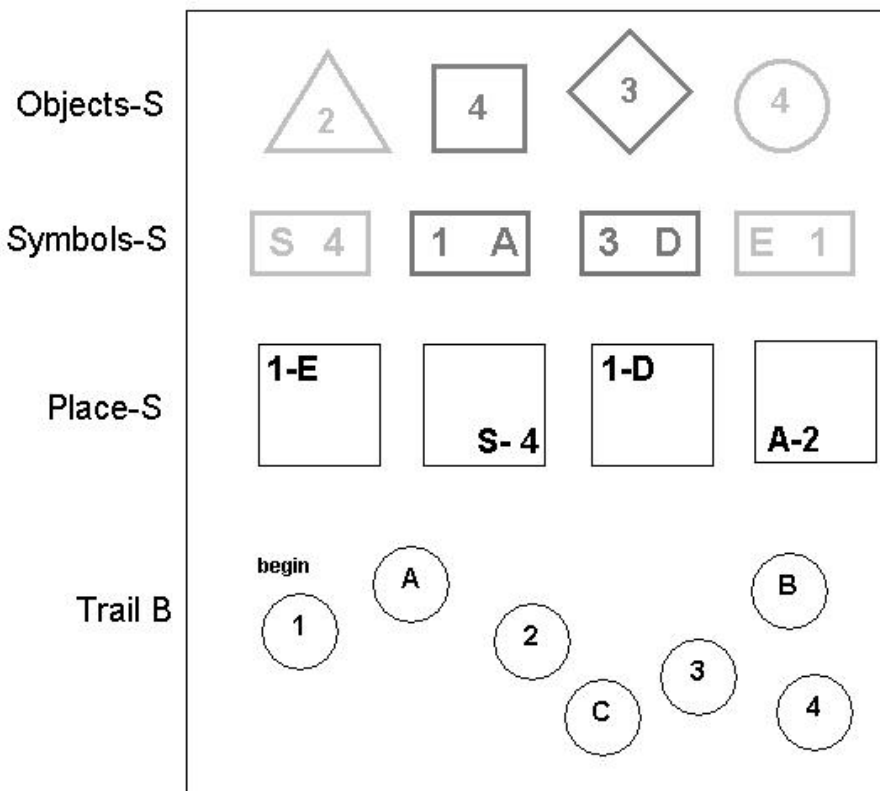 Objects-S 2 4 3 4
Symbols-S S 4 1 A 3 D E 1
Place-S 1-E S- 4 1-D A-2
begin
Trail B 1 A 2 C 3 B 4